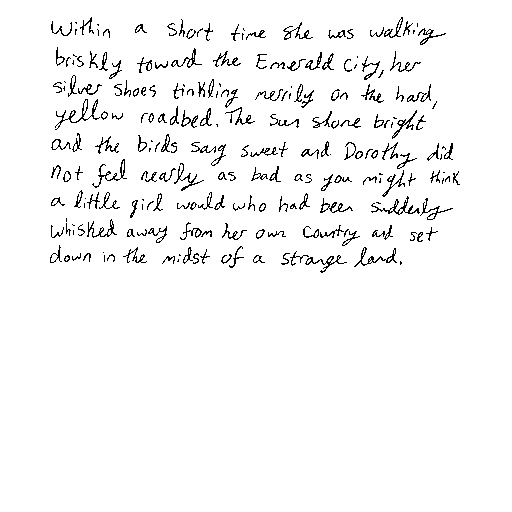 Within a short time she was walking
briskly toward the Emerald City, her
silver shoes tinkling merrily on the hard,
yellow roadbed. The sun shone bright
and the birds sang sweet and Dorothy did
not feel nearly as bad as you might think
a little girl would who had been suddenly
whisked away from her own country and set
down in the midst of a strange land.